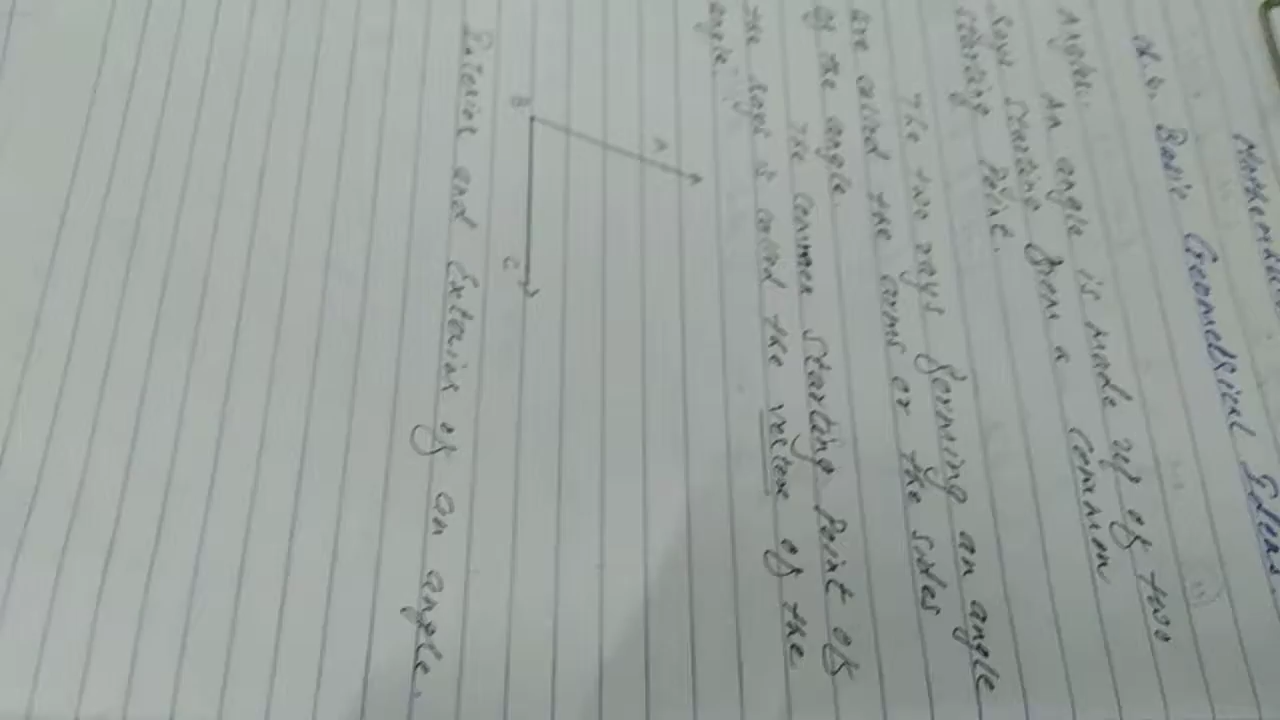 Mathematics
4.6. Basic Geometrical Ideas
Angle: An angle is made up of two
Rays starting from a common
starting Point.
The two rays forming an angle
are called the arms or the sides
of the angle.
The common starting Point of
the Rays is called the vertex of the
angle.
A
B
C
Interior and Exterior of an angle.